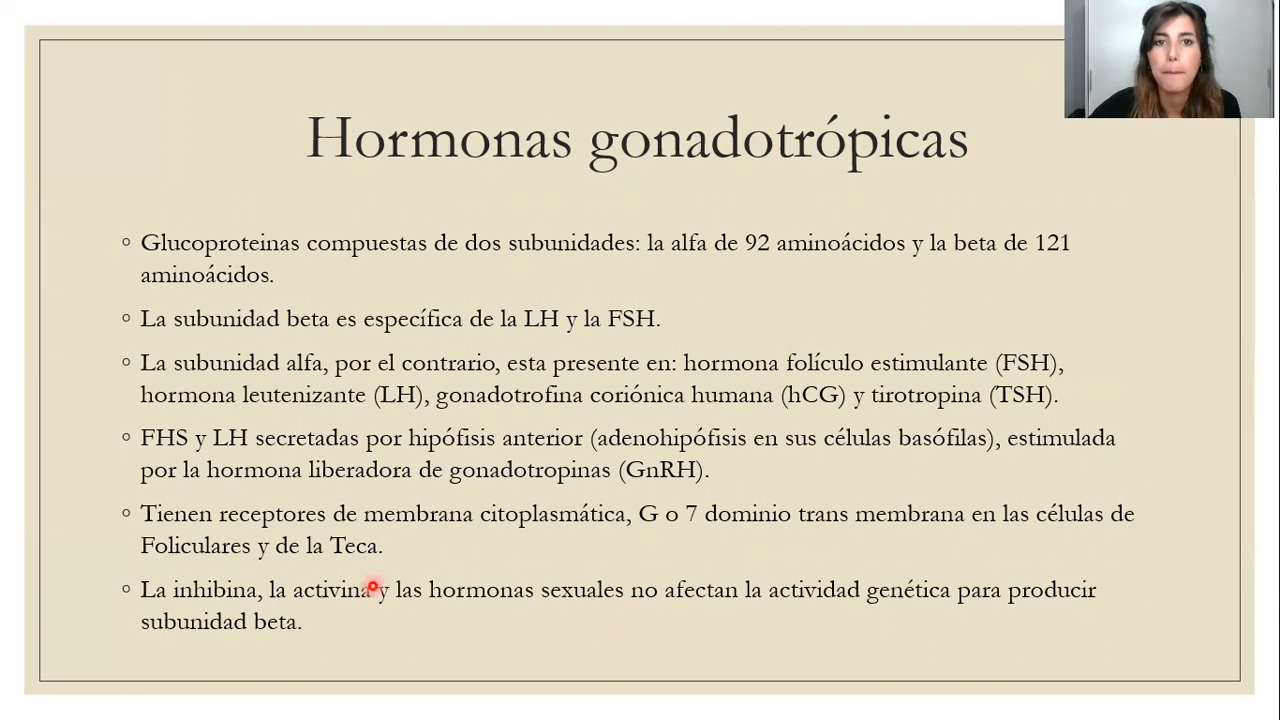 Hormonas gonadotrópicas
◦ Glucoproteinas compuestas de dos subunidades: la alfa de 92 aminoácidos y la beta de 121
aminoácidos.
◦ La subunidad beta es específica de la LH y la FSH.
◦ La subunidad alfa, por el contrario, esta presente en: hormona folículo estimulante (FSH),
hormona leutenizante (LH), gonadotrofina coriónica humana (hCG) y tirotropina (TSH).
◦ FHS y LH secretadas por hipófisis anterior (adenohipófisis en sus células basófilas), estimulada
por la hormona liberadora de gonadotropinas (GnRH).
◦ Tienen receptores de membrana citoplasmática, G o 7 dominio trans membrana en las células de
Foliculares y de la Teca.
◦ La inhibina, la activina y las hormonas sexuales no afectan la actividad genética para producir
subunidad beta.